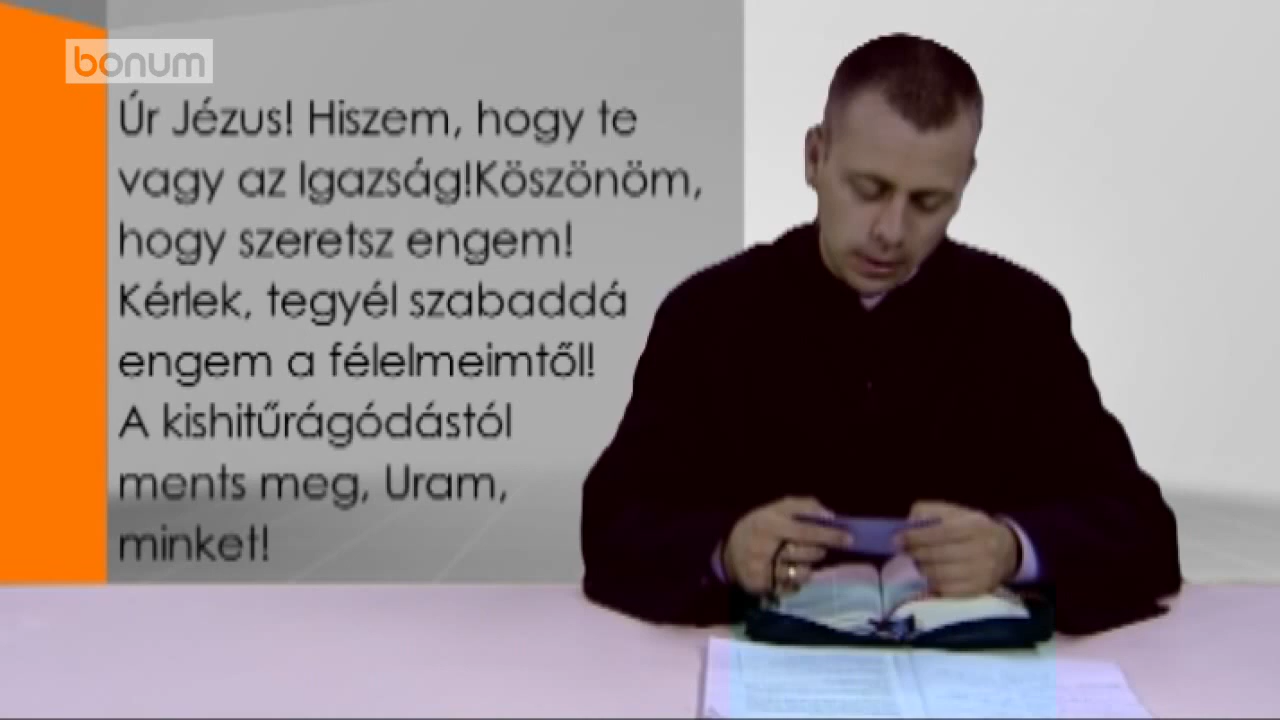 bonum
Úr Jézus! Hiszem, hogy te
vagy az Igazság!Köszönöm,
hogy szeretsz engem!
Kérlek, tegyél szabaddá
engem a félelmeimtől!
A kishitűrágódástól
ments meg, Uram,
minket!